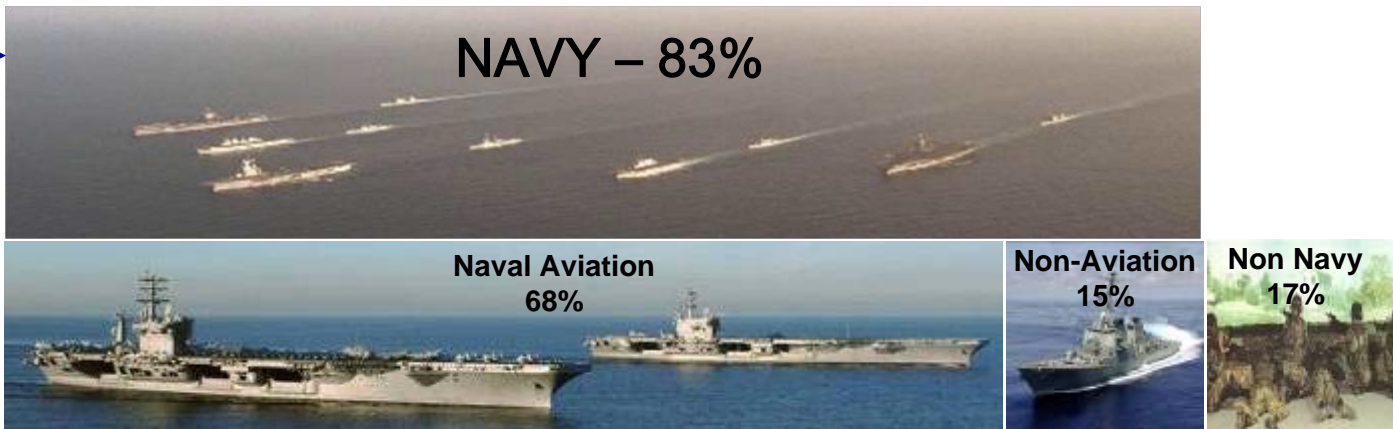 NAVY – 83%
Naval Aviation
68%
Non-Aviation
15%
Non Navy
17%